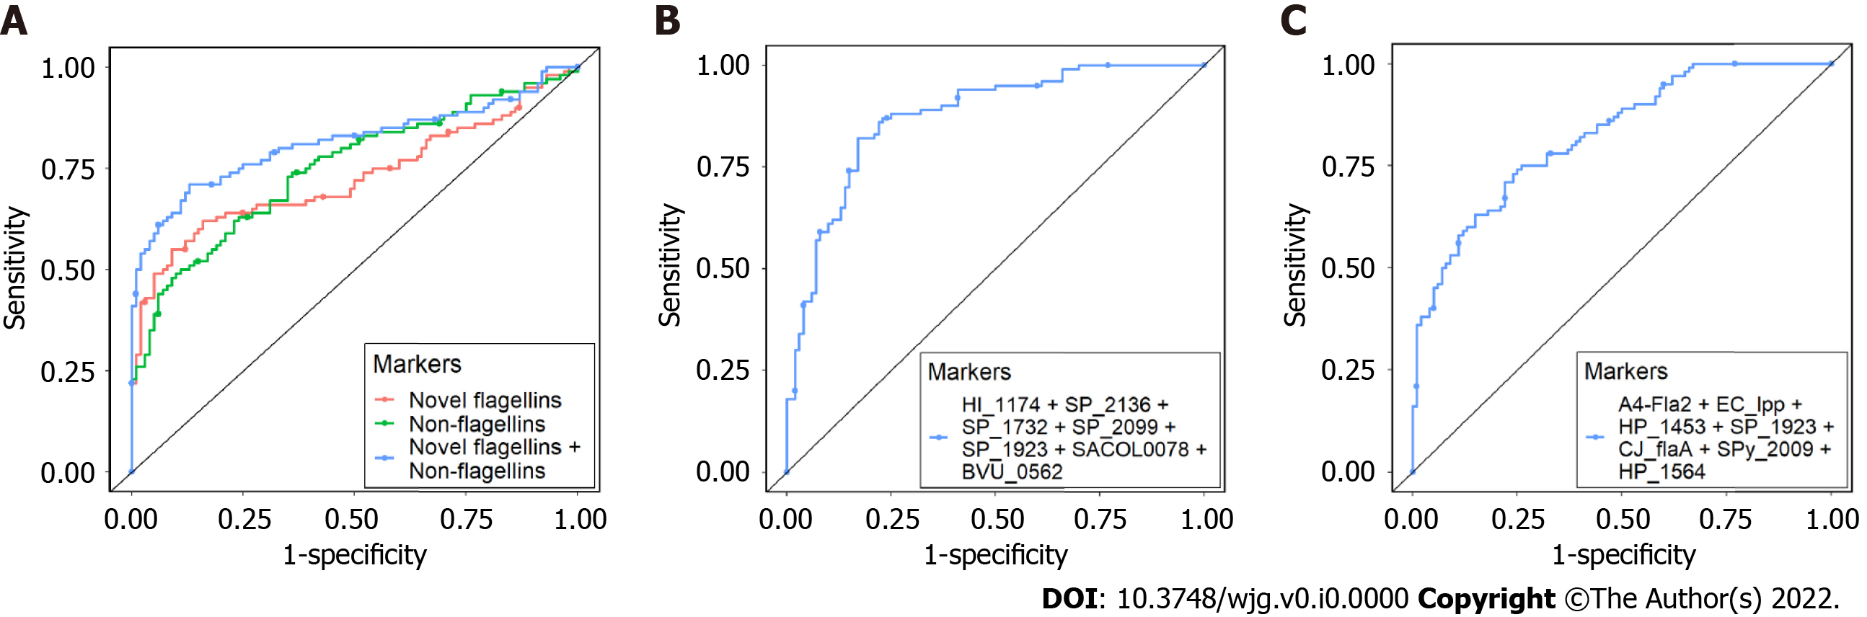 A
1.00
0.75
0.50
0.25
0.00
Sensitivity
Markers
Novel flagellins
Non-flagellins
Novel flagellins +
Non-flagellins
0.00 0.25 0.50 0.75 1.00
1-specificity
B
1.00
0.75
0.50
0.25
0.00
Sensitivity
Markers
HI_1174 + SP_2136 +
SP_1732 + SP_2099 +
SP_1923 + SACOL0078 +
BVU_0562
0.00 0.25 0.50 0.75 1.00
1-specificity
C
1.00
0.75
0.50
0.25
0.00
Sensitivity
Markers
A4-Fla2 + EC_lpp +
HP_1453 + SP_1923 +
CJ_flaA + SPy_2009 +
HP_1564
0.00 0.25 0.50 0.75 1.00
1-specificity
DOI: 10.3748/wjg.v0.i0.0000 Copyright ©The Author(s) 2022.